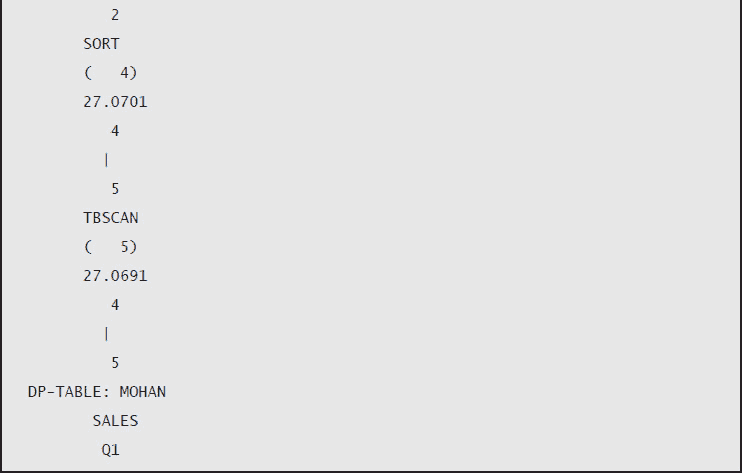 2
SORT
(   4)
27.0701
4
|
5
TBSCAN
(   5)
27.0691
4
|
5
DP-TABLE: MOHAN
SALES
Q1